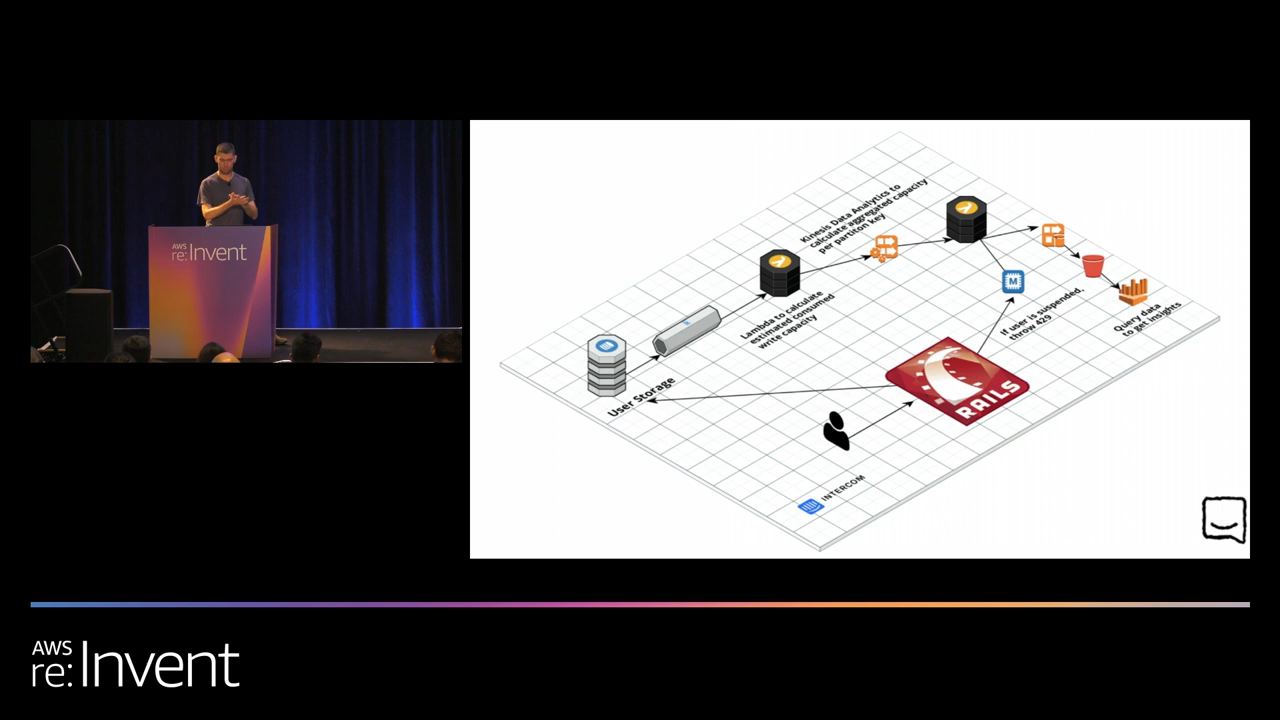 AWS
re:Invent
Kinesis Data Analytics to
calculate aggregated capacity
per partiton key
Lambda to calculate
estimated consumed
write capacity
M
If user is suspended,
throw 429
Query data
to get insights
User Storage
RAILS
INTERCOM
AWS
re:Invent